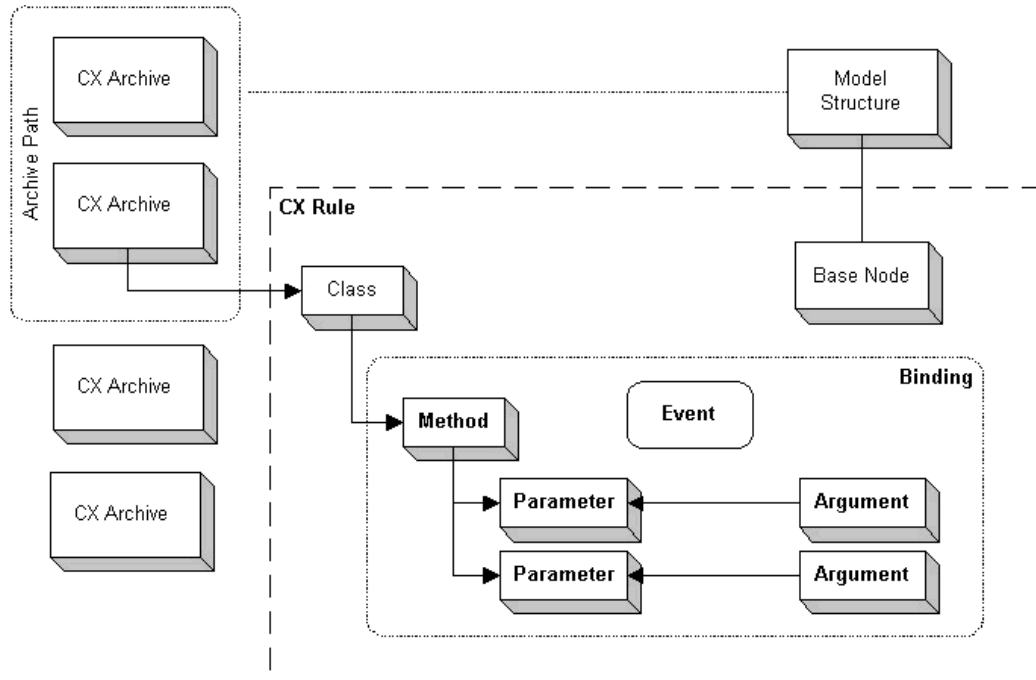 CX Archive
Model
Structure
Archive Path
CX Archive
CX Rule
Base Node
Class
CX Archive
Binding
Event
Method
CX Archive
Parameter
Argument
Parameter
Argument